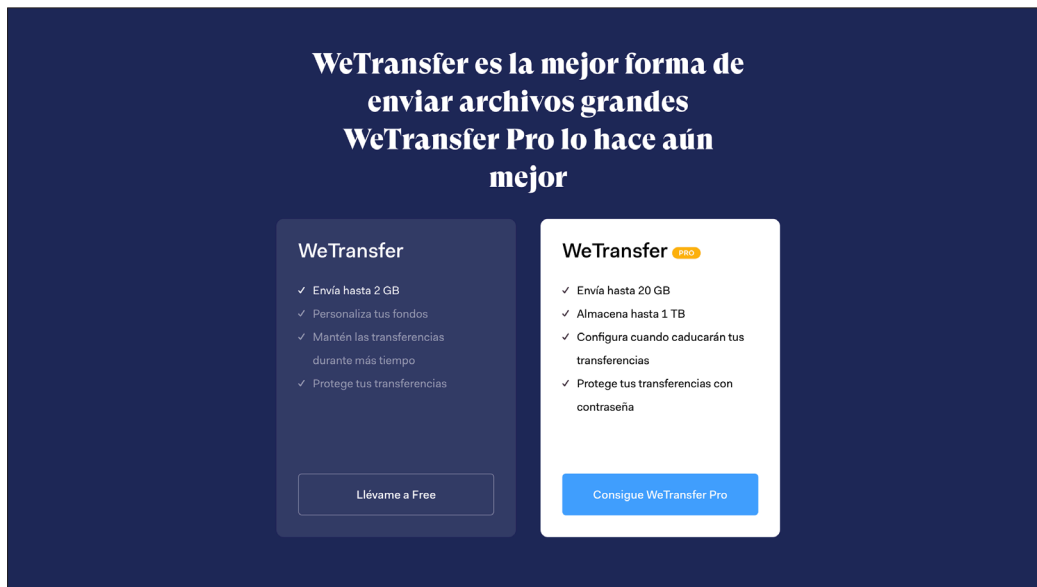 WeTransfer es la mejor forma de
enviar archivos grandes
WeTransfer Pro lo hace aún
mejor
WeTransfer
✓ Envía hasta 2 GB
✓ Personaliza tus fondos
✓ Mantén las transferencias
durante más tiempo
✓ Protege tus transferencias
Llévame a Free
WeTransfer PRO
✓ Envía hasta 20 GB
✓ Almacena hasta 1 TB
✓ Configura cuando caducarán tus
transferencias
✓ Protege tus transferencias con
contraseña
Consigue WeTransfer Pro